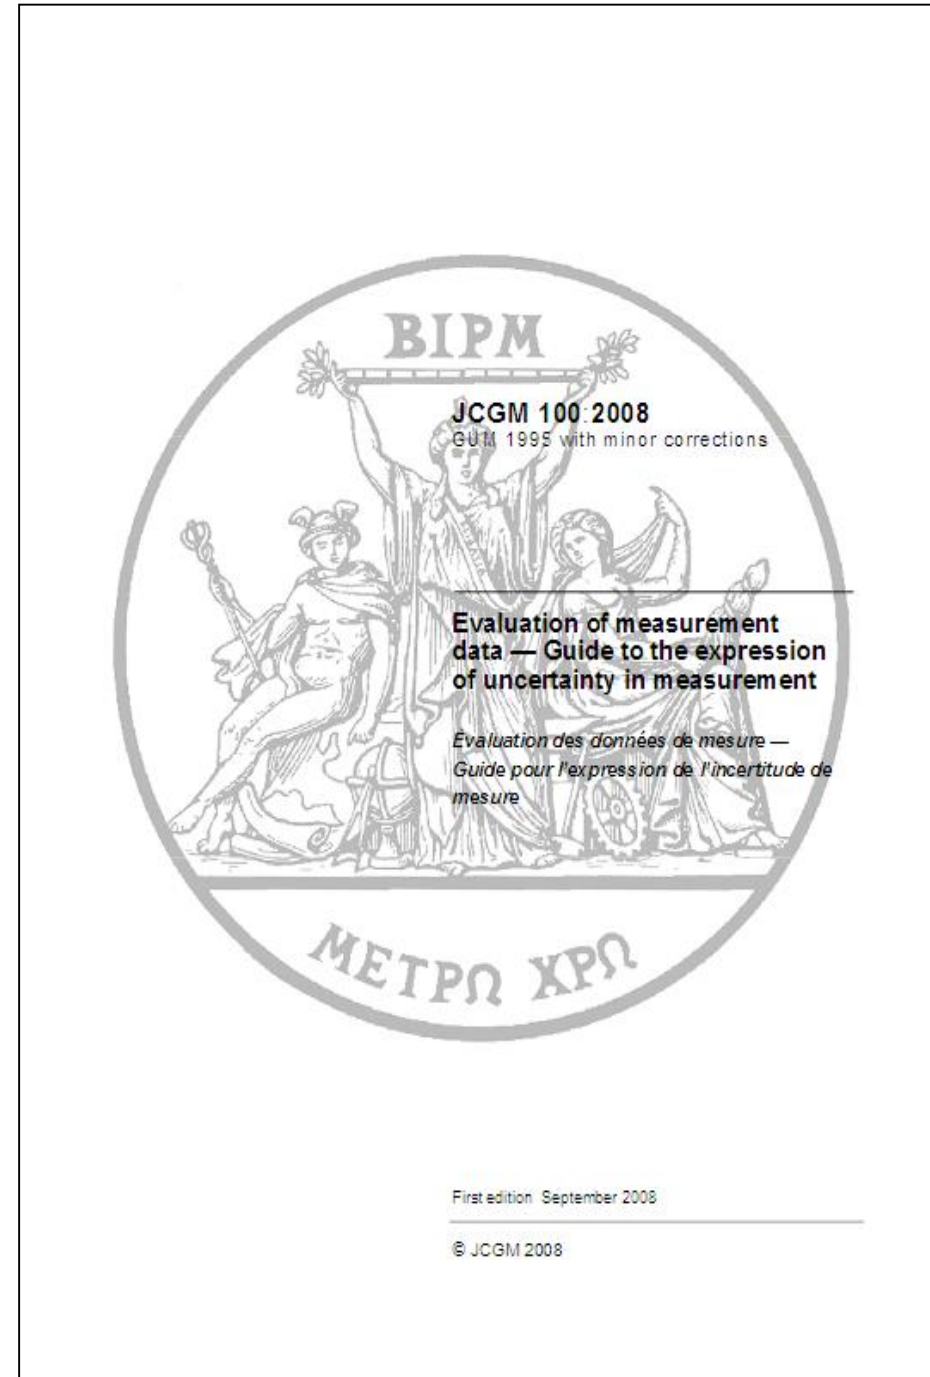 BIPM
JCGM 100:2008
GUM 1995 with minor corrections
Evaluation of measurement
data — Guide to the expression
of uncertainty in measurement
Évaluation des données de mesure —
Guide pour l'expression de l'incertitude de
mesure
ΜΕΤΡΩ ΧΡΩ
First edition September 2008
© JCGM 2008